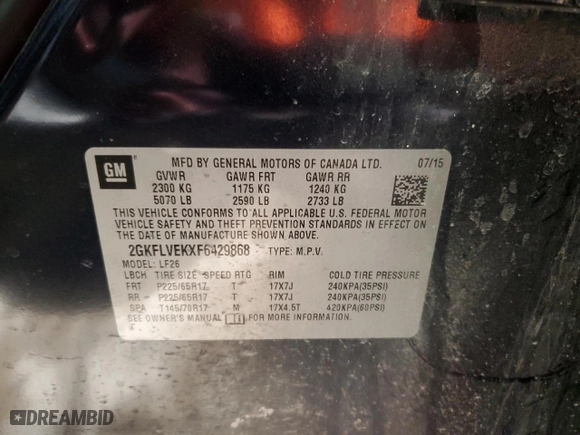 GM
MFD BY GENERAL MOTORS OF CANADA LTD. 07/15
GVWR GAWR FRT GAWR RR
2300 KG 1175 KG 1240 KG
5070 LB 2590 LB 2733 LB
THIS VEHICLE CONFORMS TO ALL APPLICABLE U.S. FEDERAL MOTOR
VEHICLE SAFETY AND THEFT PREVENTION STANDARDS IN EFFECT ON
THE DATE OF MANUFACTURE SHOWN ABOVE.
2GKFLVEKXF6429868 TYPE: M.P.V.
MODEL: LF26
LBCH TIRE SIZE SPEED RTG RIM COLD TIRE PRESSURE
FRT P225/65R17 T 17X7J 240KPA(35PSI)
RR P225/65R17 T 17X7J 240KPA(35PSI)
SPA T145/70R17 M 17X4.5T 420KPA(60PSI)
SEE OWNER'S MANUAL FOR MORE INFORMATION.
DREAMBID